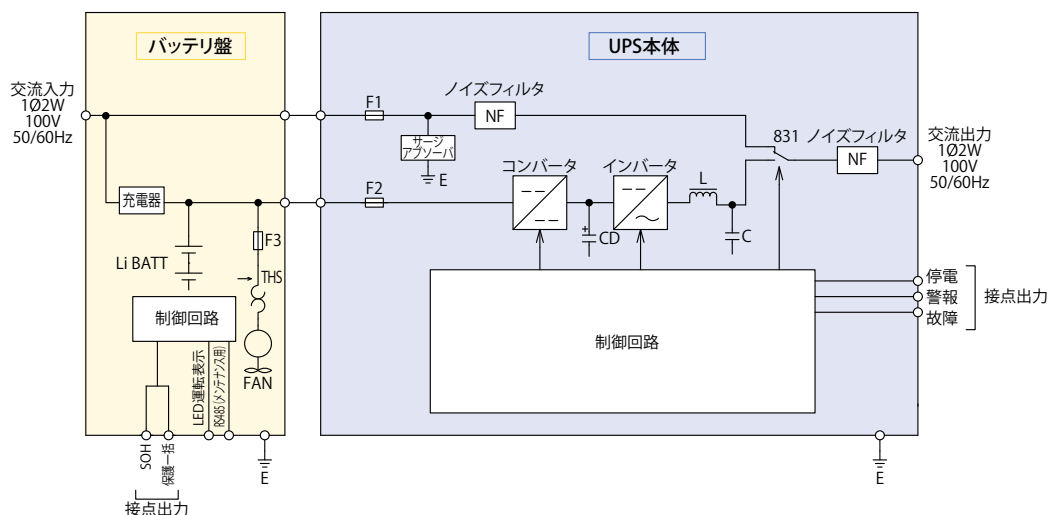 バッテリ盤
UPS本体
交流入力
1Ø2W
100V
50/60Hz
F1
ノイズフィルタ
NF
サージ
アブソーバ
E
831
ノイズフィルタ
NF
交流出力
1Ø2W
100V
50/60Hz
充電器
F2
コンバータ
インバータ
L
+
CD
C
F3
Li BATT
THS
制御回路
FAN
LED運転表示
RS485（メンテナンス用）
制御回路
停電
警報
故障
接点出力
SOH
保護一括
E
E
接点出力